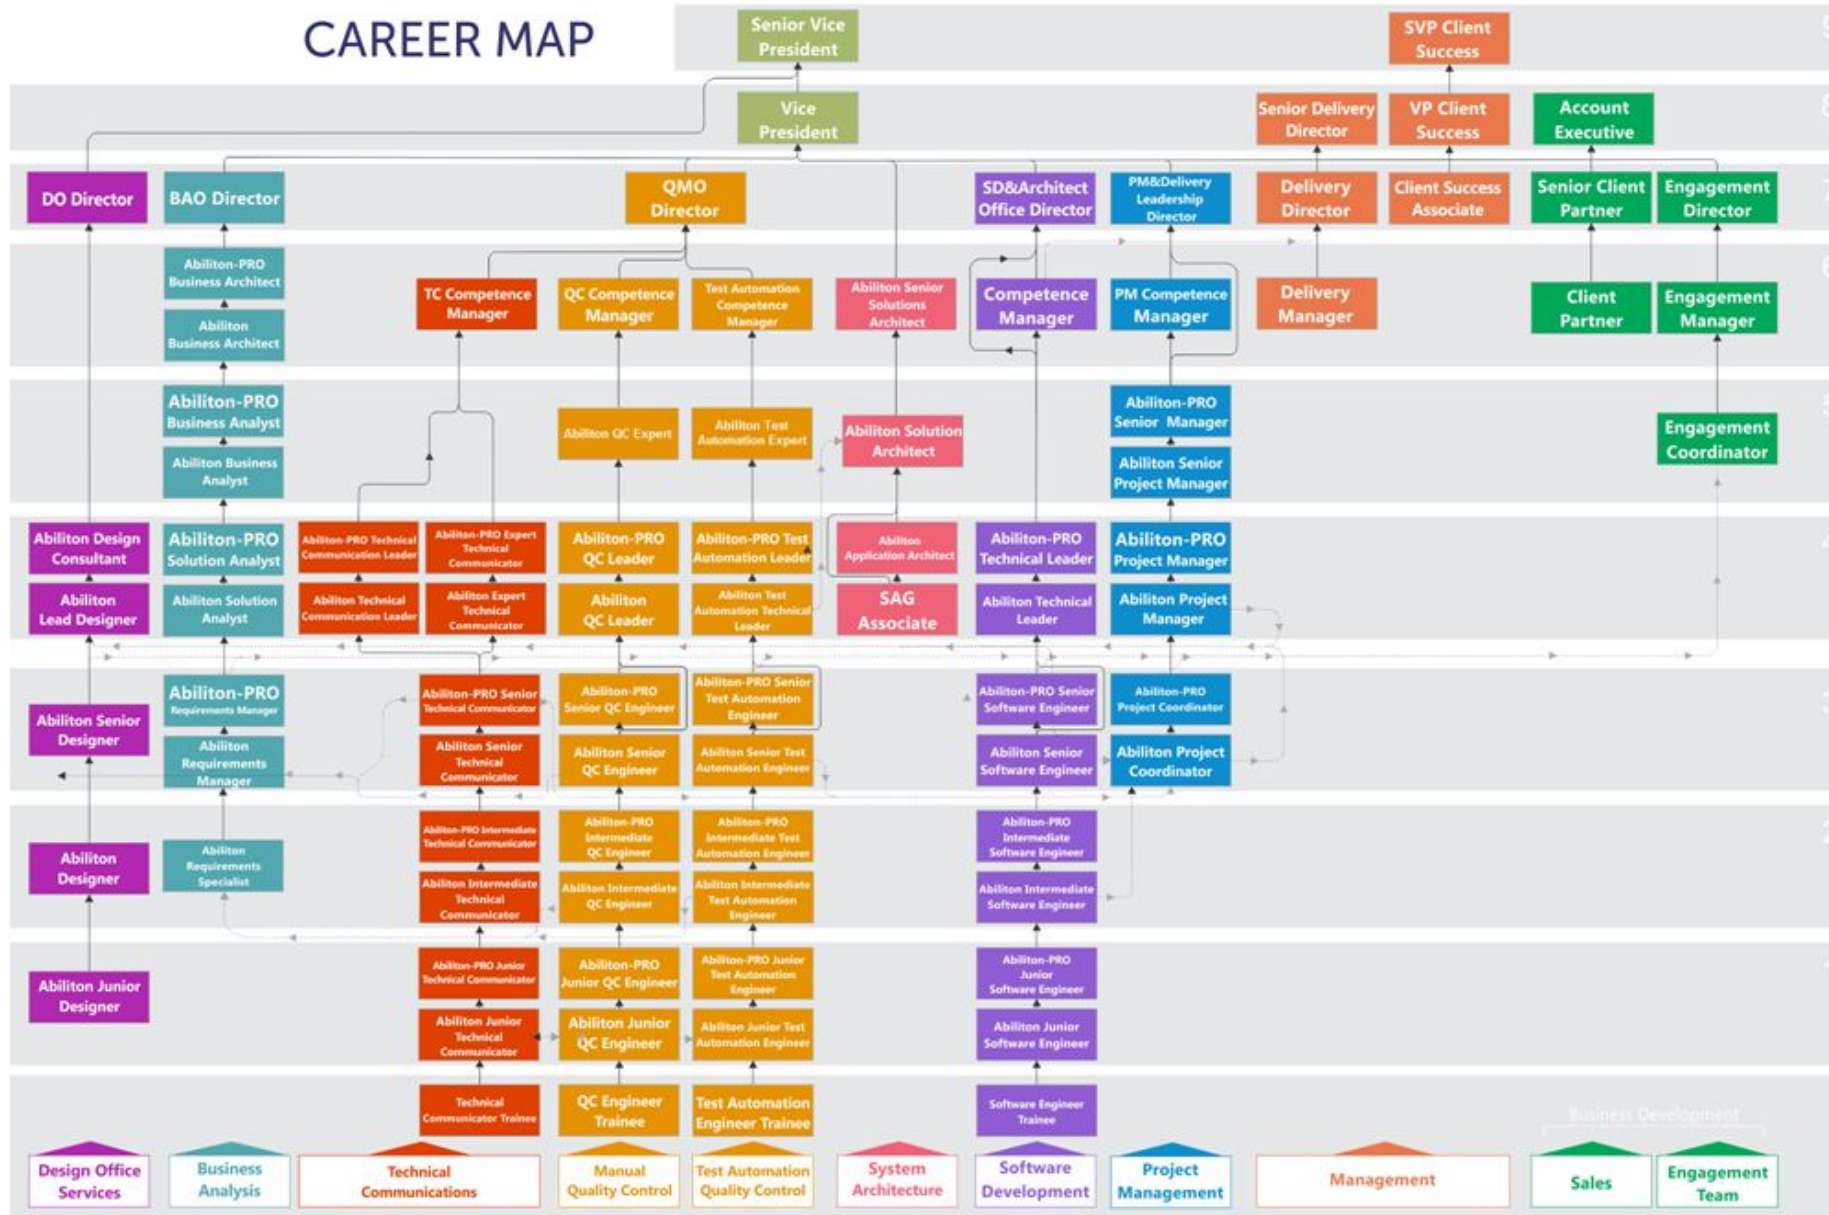 CAREER MAP
Senior Vice
President
SVP Client
Success
9
Vice
President
Senior Delivery
Director
VP Client
Success
Account
Executive
8
DO Director
BAO Director
QMO
Director
SD&Architect
Office Director
PM&Delivery
Leadership
Director
Delivery
Director
Client Success
Associate
Senior Client
Partner
Engagement
Director
7
Abiliton-PRO
Business Architect
Abiliton
Business Architect
TC Competence
Manager
QC Competence
Manager
Test Automation
Competence
Manager
Abiliton Senior
Solutions
Architect
Competence
Manager
PM Competence
Manager
Delivery
Manager
Client
Partner
Engagement
Manager
6
Abiliton-PRO
Business Analyst
Abiliton Business
Analyst
Abiliton QC Expert
Abiliton Test
Automation Expert
Abiliton Solution
Architect
Abiliton-PRO
Senior Manager
Abiliton Senior
Project Manager
Engagement
Coordinator
5
Abiliton Design
Consultant
Abiliton
Lead Designer
Abiliton-PRO
Solution Analyst
Abiliton Solution
Analyst
Abiliton-PRO Technical
Communication Leader
Abiliton Technical
Communication Leader
Abiliton-PRO Expert
Technical
Communicator
Abiliton Expert
Technical
Communicator
Abiliton-PRO
QC Leader
Abiliton
QC Leader
Abiliton-PRO Test
Automation Leader
Abiliton Test
Automation Technical
Leader
Abiliton
Application Architect
SAG
Associate
Abiliton-PRO
Technical Leader
Abiliton Technical
Leader
Abiliton-PRO
Project Manager
Abiliton Project
Manager
4
Abiliton Senior
Designer
Abiliton-PRO
Requirements Manager
Abiliton
Requirements
Manager
Abiliton-PRO Senior
Technical Communicator
Abiliton Senior
Technical
Communicator
Abiliton-PRO
Senior QC Engineer
Abiliton Senior
QC Engineer
Abiliton-PRO Senior
Test Automation
Engineer
Abiliton Senior Test
Automation Engineer
Abiliton-PRO Senior
Software Engineer
Abiliton Senior
Software Engineer
Abiliton-PRO
Project Coordinator
Abiliton Project
Coordinator
3
Abiliton
Designer
Abiliton
Requirements
Specialist
Abiliton-PRO Intermediate
Technical Communicator
Abiliton Intermediate
Technical
Communicator
Abiliton-PRO
Intermediate
QC Engineer
Abiliton Intermediate
QC Engineer
Abiliton-PRO
Intermediate Test
Automation Engineer
Abiliton Intermediate
Test Automation
Engineer
Abiliton-PRO
Intermediate
Software Engineer
Abiliton Intermediate
Software Engineer
2
Abiliton Junior
Designer
Abiliton-PRO Junior
Technical Communicator
Abiliton Junior
Technical
Communicator
Abiliton-PRO
Junior QC Engineer
Abiliton Junior
QC Engineer
Abiliton-PRO Junior
Test Automation
Engineer
Abiliton Junior Test
Automation Engineer
Abiliton-PRO
Junior
Software Engineer
Abiliton Junior
Software Engineer
Technical
Communicator Trainee
QC Engineer
Trainee
Test Automation
Engineer Trainee
Software Engineer
Trainee
Business Development
Design Office
Services
Business
Analysis
Technical
Communications
Manual
Quality Control
Test Automation
Quality Control
System
Architecture
Software
Development
Project
Management
Management
Sales
Engagement
Team